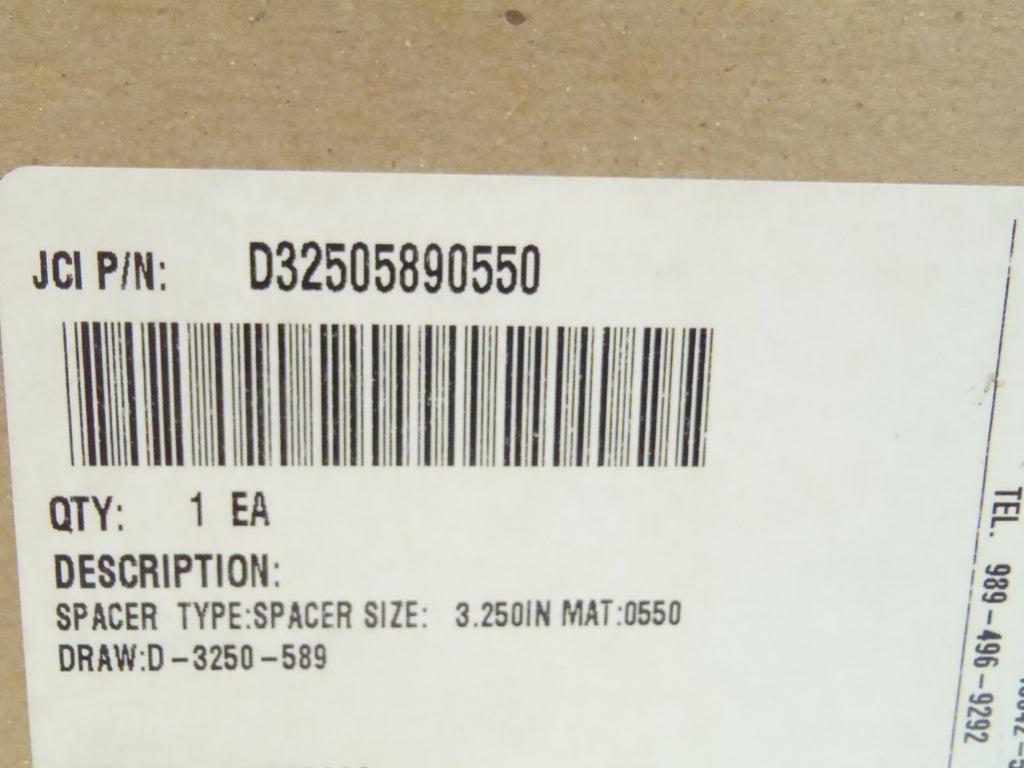 JCI P/N: D32505890550
QTY: 1 EA
DESCRIPTION:
SPACER TYPE:SPACER SIZE: 3.250IN MAT:0550
DRAW:D-3250-589
TEL. 989-496-9292